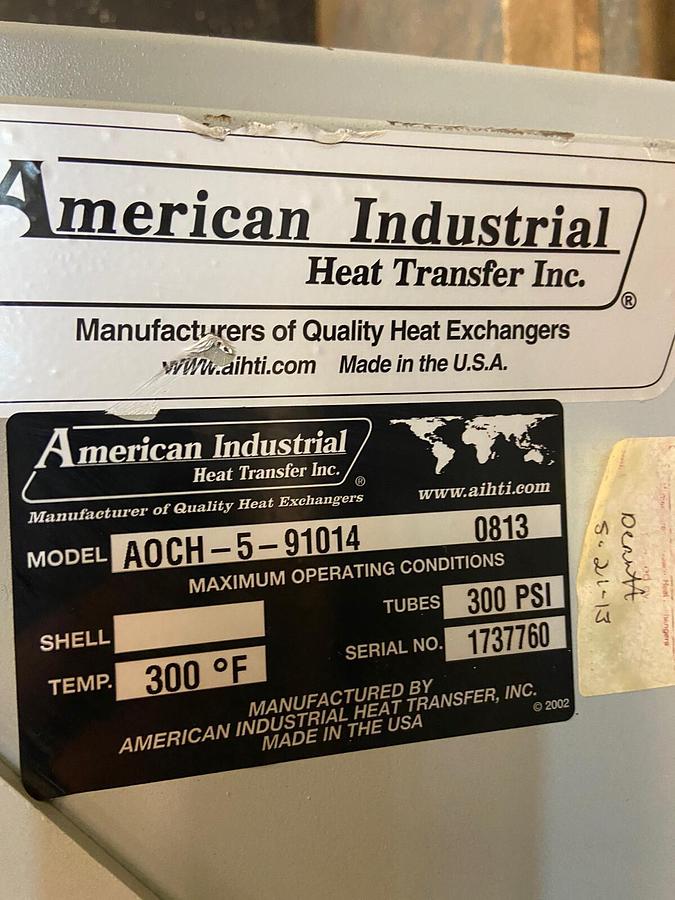 American Industrial
Heat Transfer Inc.
®
Manufacturers of Quality Heat Exchangers
www.aihti.com Made in the U.S.A.
American Industrial
Heat Transfer Inc.
®
Manufacturer of Quality Heat Exchangers
www.aihti.com
MODEL AOCH-5-91014 0813
MAXIMUM OPERATING CONDITIONS
SHELL
TUBES 300 PSI
TEMP. 300 °F
SERIAL NO. 1737760
MANUFACTURED BY
AMERICAN INDUSTRIAL HEAT TRANSFER, INC.
MADE IN THE USA
© 2002
5-21-13